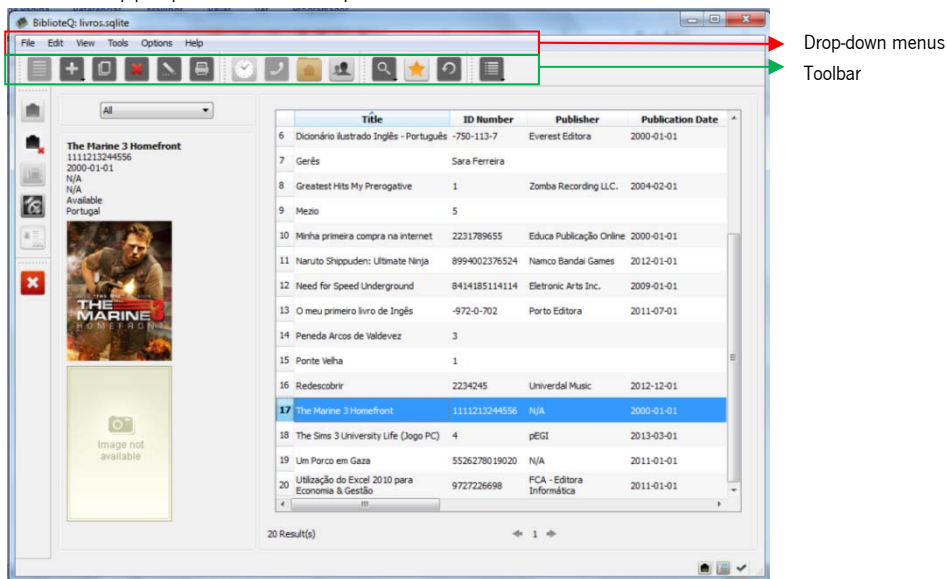 BiblioteQ: livros.sqlite
File Edit View Tools Options Help
Drop-down menus
Toolbar
All
The Marine 3 Homefront
1111213244556
2000-01-01
N/A
N/A
Available
Portugal
THE
MARINE 3
HOMEFRONT
Image not
available
Title ID Number Publisher Publication Date
6 Dicionário ilustrado Inglês - Português -750-113-7 Everest Editora 2000-01-01
7 Gerês Sara Ferreira
8 Greatest Hits My Prerogative 1 Zomba Recording LLC. 2004-02-01
9 Mezio 5
10 Minha primeira compra na internet 2231789655 Educa Publicação Online 2000-01-01
11 Naruto Shippuden: Ultimate Ninja 8994002376524 Namco Bandai Games 2012-01-01
12 Need for Speed Underground 8414185114114 Eletronic Arts Inc. 2009-01-01
13 O meu primeiro livro de Ingês -972-0-702 Porto Editora 2011-07-01
14 Peneda Arcos de Valdevez 3
15 Ponte Velha 1
16 Redescobrir 2234245 Univerdal Music 2012-12-01
17 The Marine 3 Homefront 1111213244556 N/A 2000-01-01
18 The Sims 3 University Life (Jogo PC) 4 pEGI 2013-03-01
19 Um Porco em Gaza 5526278019020 N/A 2011-01-01
20 Utilização do Excel 2010 para Economia & Gestão 9727226698 FCA - Editora Informática 2011-01-01
20 Result(s)
1